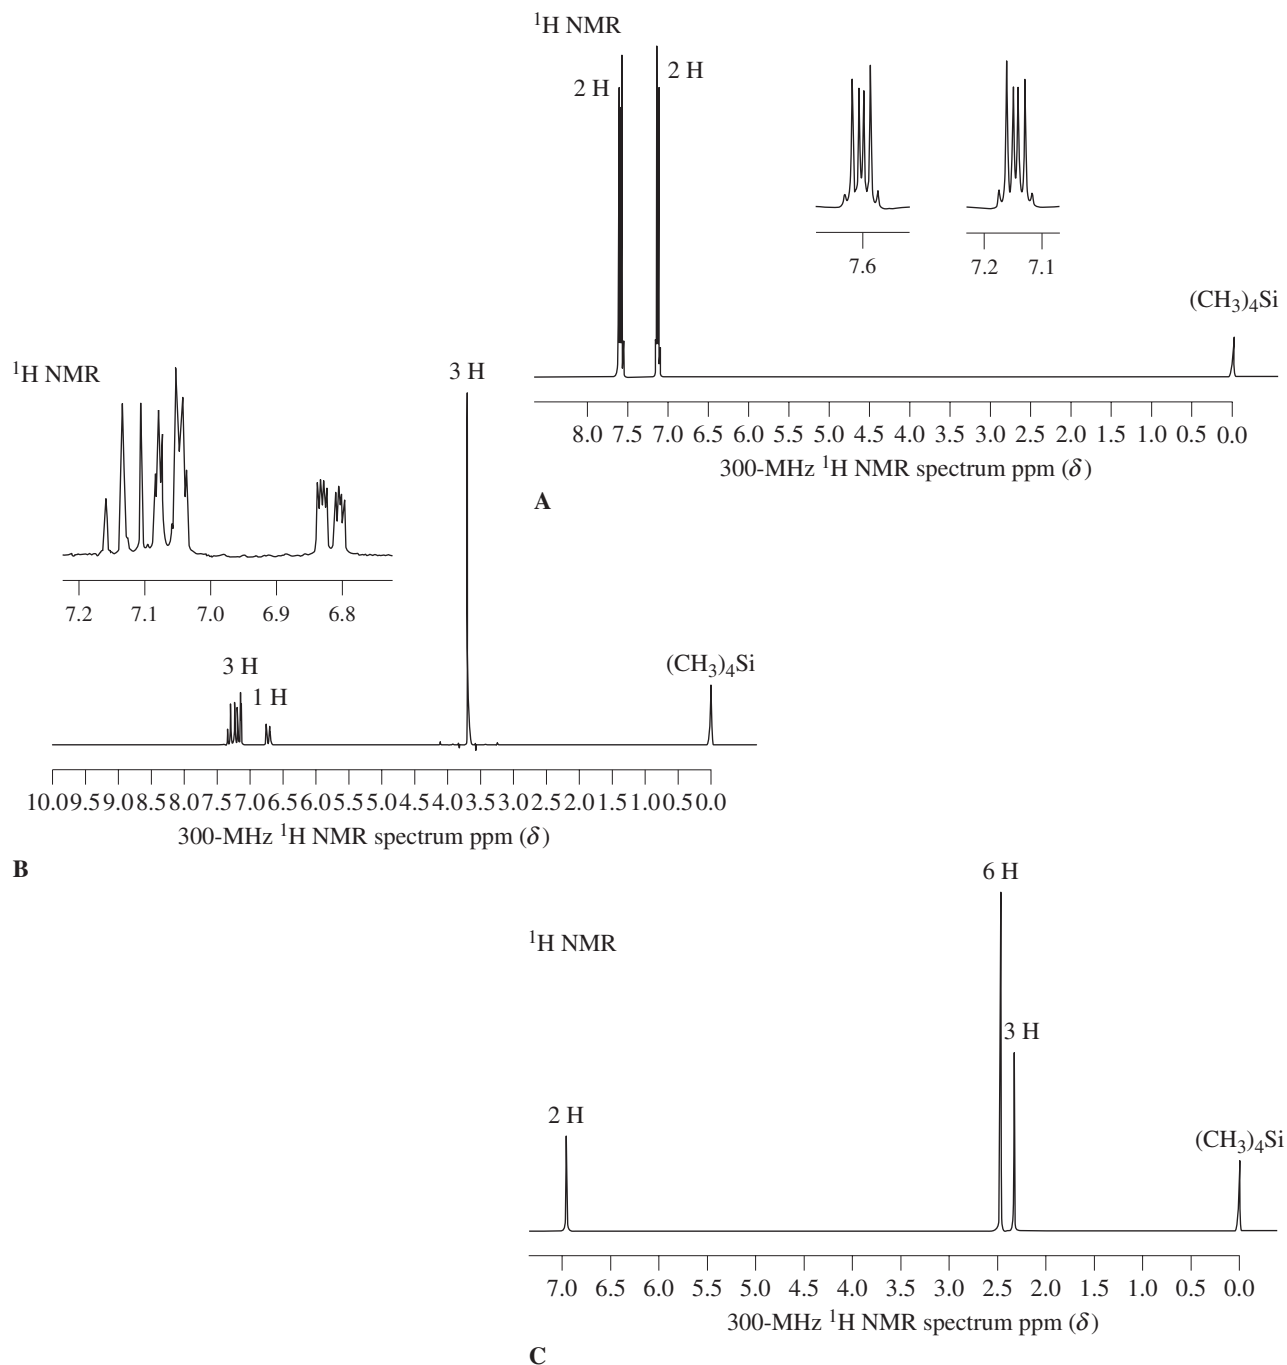 ¹H NMR
2 H
2 H
7.6
7.2 7.1
(CH₃)₄Si
8.0 7.5 7.0 6.5 6.0 5.5 5.0 4.5 4.0 3.5 3.0 2.5 2.0 1.5 1.0 0.5 0.0
300-MHz ¹H NMR spectrum ppm (δ)
A
¹H NMR
3 H
7.2 7.1 7.0 6.9 6.8
3 H
1 H
(CH₃)₄Si
10.0 9.5 9.0 8.5 8.0 7.5 7.0 6.5 6.0 5.5 5.0 4.5 4.0 3.5 3.0 2.5 2.0 1.5 1.0 0.5 0.0
300-MHz ¹H NMR spectrum ppm (δ)
B
6 H
¹H NMR
3 H
2 H
(CH₃)₄Si
7.0 6.5 6.0 5.5 5.0 4.5 4.0 3.5 3.0 2.5 2.0 1.5 1.0 0.5 0.0
300-MHz ¹H NMR spectrum ppm (δ)
C